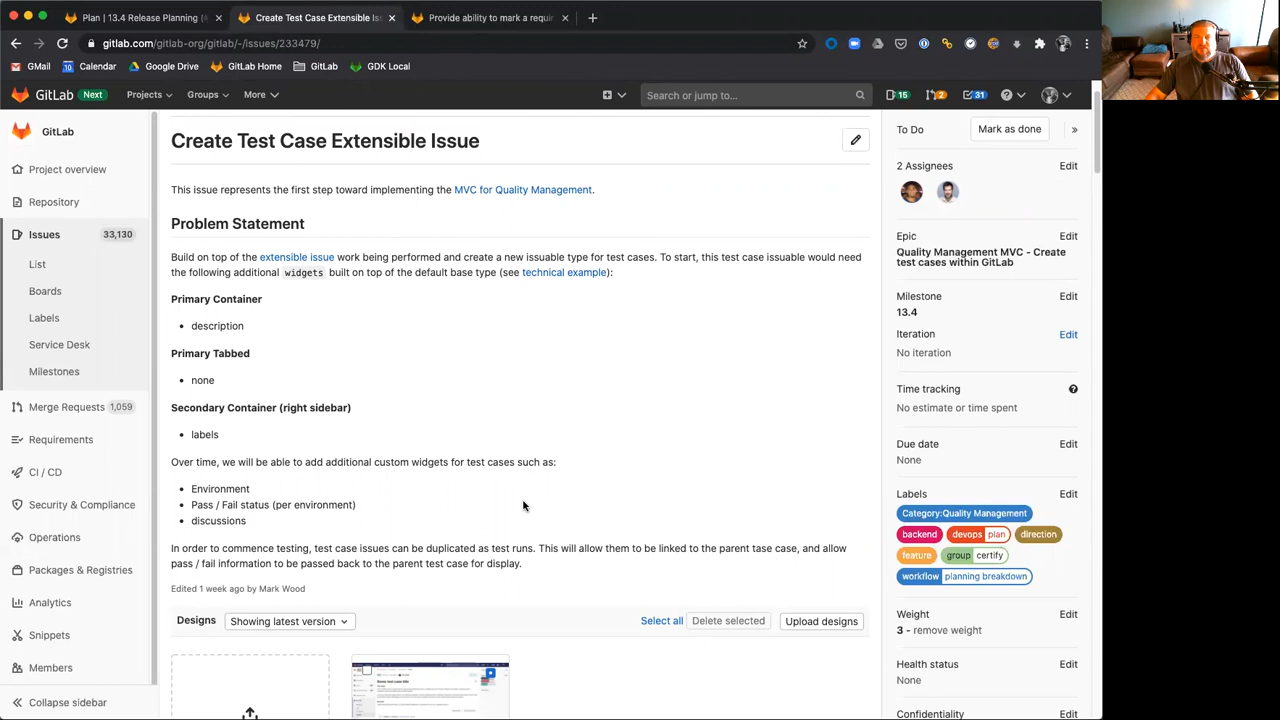 Plan | 13.4 Release Planning (
Create Test Case Extensible Iss
Provide ability to mark a requir
gitlab.com/gitlab-org/gitlab/-/issues/233479/
GMail
Calendar
Google Drive
GitLab Home
GitLab
GDK Local
GitLab Next Projects Groups More Search or jump to... 15 2 31
GitLab
Project overview
Repository
Issues 33,130
List
Boards
Labels
Service Desk
Milestones
Merge Requests 1,059
Requirements
CI / CD
Security & Compliance
Operations
Packages & Registries
Analytics
Snippets
Members
Collapse sidebar
Create Test Case Extensible Issue
This issue represents the first step toward implementing the MVC for Quality Management.
Problem Statement
Build on top of the extensible issue work being performed and create a new issuable type for test cases. To start, this test case issuable would need
the following additional widgets built on top of the default base type (see technical example):
Primary Container
• description
Primary Tabbed
• none
Secondary Container (right sidebar)
• labels
Over time, we will be able to add additional custom widgets for test cases such as:
• Environment
• Pass / Fail status (per environment)
• discussions
In order to commence testing, test case issues can be duplicated as test runs. This will allow them to be linked to the parent tase case, and allow
pass / fail information to be passed back to the parent test case for display.
Edited 1 week ago by Mark Wood
Designs Showing latest version Select all Delete selected Upload designs
To Do Mark as done
2 Assignees Edit
Epic Edit
Quality Management MVC - Create
test cases within GitLab
Milestone Edit
13.4
Iteration Edit
No iteration
Time tracking
No estimate or time spent
Due date Edit
None
Labels Edit
Category:Quality Management
backend devops plan direction
feature group certify
workflow planning breakdown
Weight Edit
3 - remove weight
Health status Edit
None
Confidentiality Edit